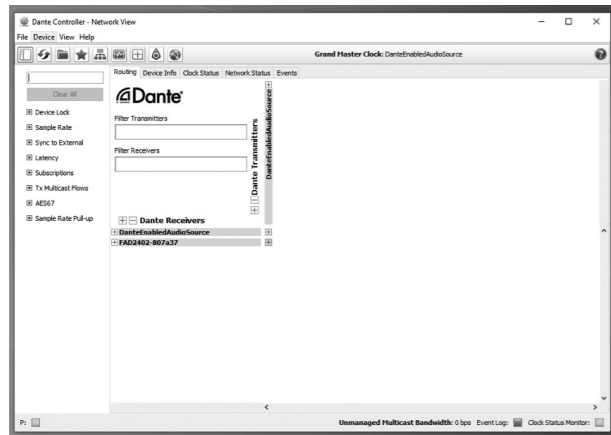 Dante Controller - Network View
File Device View Help
Grand Master Clock: DanteEnabledAudioSource
Routing Device Info Clock Status Network Status Events
Clear All
Device Lock
Sample Rate
Sync to External
Latency
Subscriptions
Tx Multicast Flows
AES67
Sample Rate Pull-up
Dante®
Filter Transmitters
Filter Receivers
Dante Transmitters
DanteEnabledAudioSource
Dante Receivers
DanteEnabledAudioSource
FAD2402-807a37
P:
Unmanaged Multicast Bandwidth: 0 bps Event Log: Clock Status Monitor: